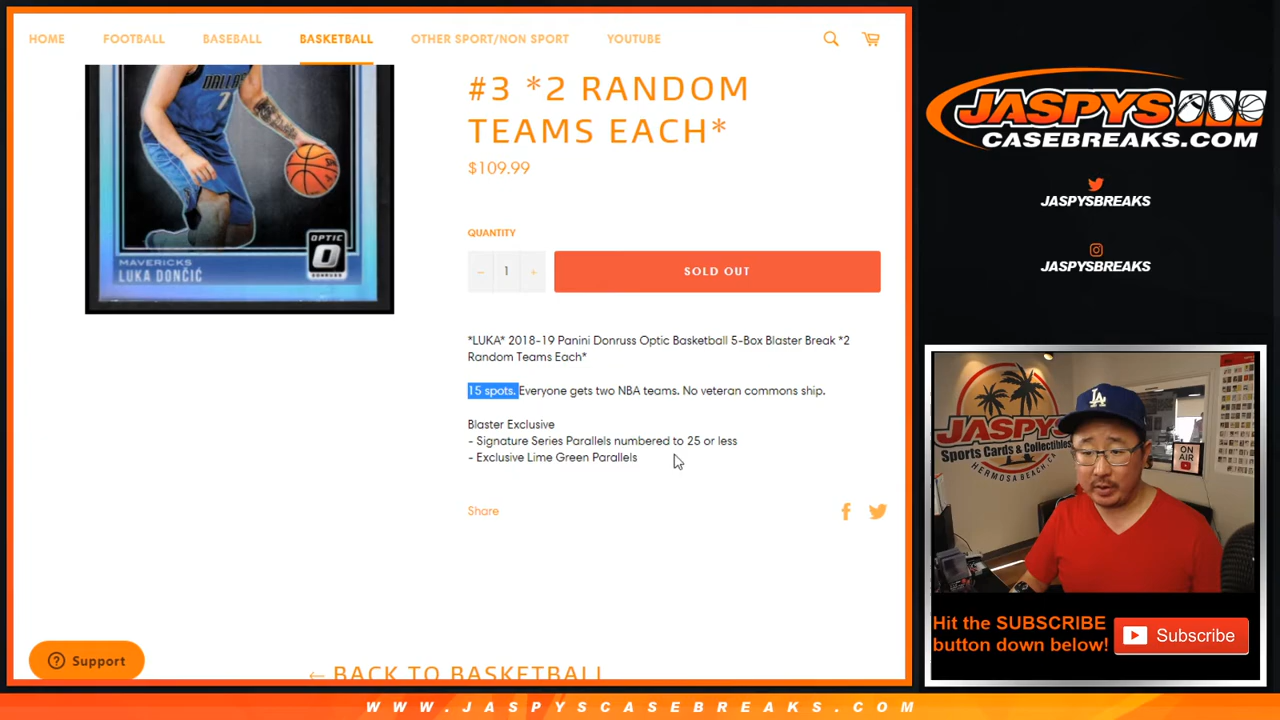 HOME FOOTBALL BASEBALL BASKETBALL OTHER SPORT/NON SPORT YOUTUBE
#3 *2 RANDOM
TEAMS EACH*
$109.99
QUANTITY
− 1 +
SOLD OUT
*LUKA* 2018-19 Panini Donruss Optic Basketball 5-Box Blaster Break *2
Random Teams Each*
15 spots. Everyone gets two NBA teams. No veteran commons ship.
Blaster Exclusive
- Signature Series Parallels numbered to 25 or less
- Exclusive Lime Green Parallels
Share
← BACK TO BASKETBALL
Support
DALLAS
7
MAVERICKS
LUKA DONČIĆ
OPTIC
DONRUSS
JASPYS
CASEBREAKS.COM
JASPYSBREAKS
JASPYSBREAKS
JASPYS
Sports Cards & Collectibles
HERMOSA BEACH, CA
LA
ON
AIR
Hit the SUBSCRIBE
button down below!
Subscribe
WWW.JASPYSCASEBREAKS.COM